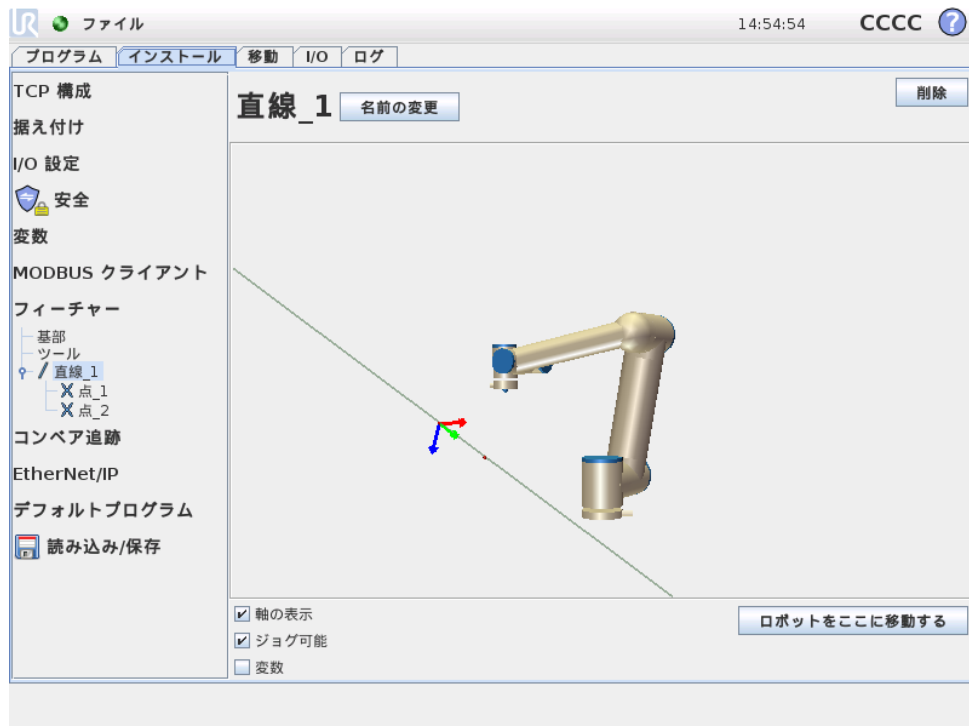 UR ファイル 14:54:54 CCCC ?
プログラム インストール 移動 I/O ログ
TCP 構成
据え付け
I/O 設定
安全
変数
MODBUS クライアント
フィーチャー
基部
ツール
直線_1
点_1
点_2
コンベア追跡
EtherNet/IP
デフォルトプログラム
読み込み/保存
直線_1 名前の変更 削除
軸の表示
ジョグ可能
変数
ロボットをここに移動する